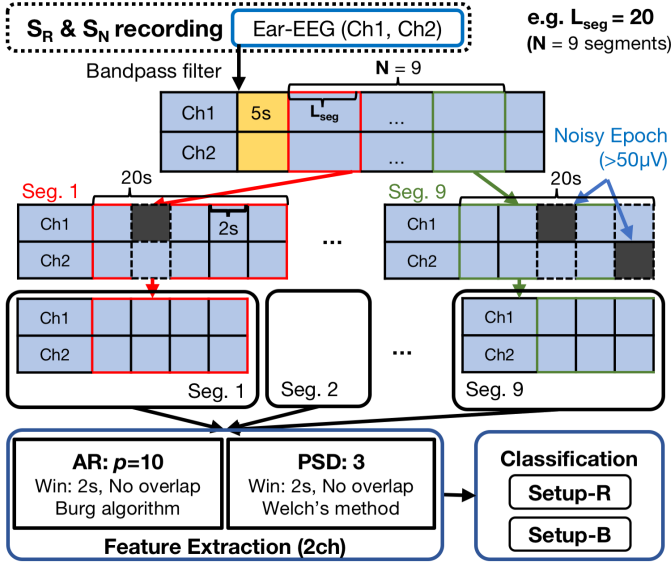 S_R & S_N recording
Ear-EEG (Ch1, Ch2)
e.g. L_seg = 20
(N = 9 segments)
Bandpass filter
N = 9
Ch1
5s
L_seg
...
Ch2
...
Noisy Epoch
(>50µV)
Seg. 1
20s
Seg. 9
20s
Ch1
2s
Ch2
...
Ch1
Ch2
Ch1
Ch2
Seg. 1
Seg. 2
...
Ch1
Ch2
Seg. 9
AR: p=10
Win: 2s, No overlap
Burg algorithm
PSD: 3
Win: 2s, No overlap
Welch's method
Feature Extraction (2ch)
Classification
Setup-R
Setup-B